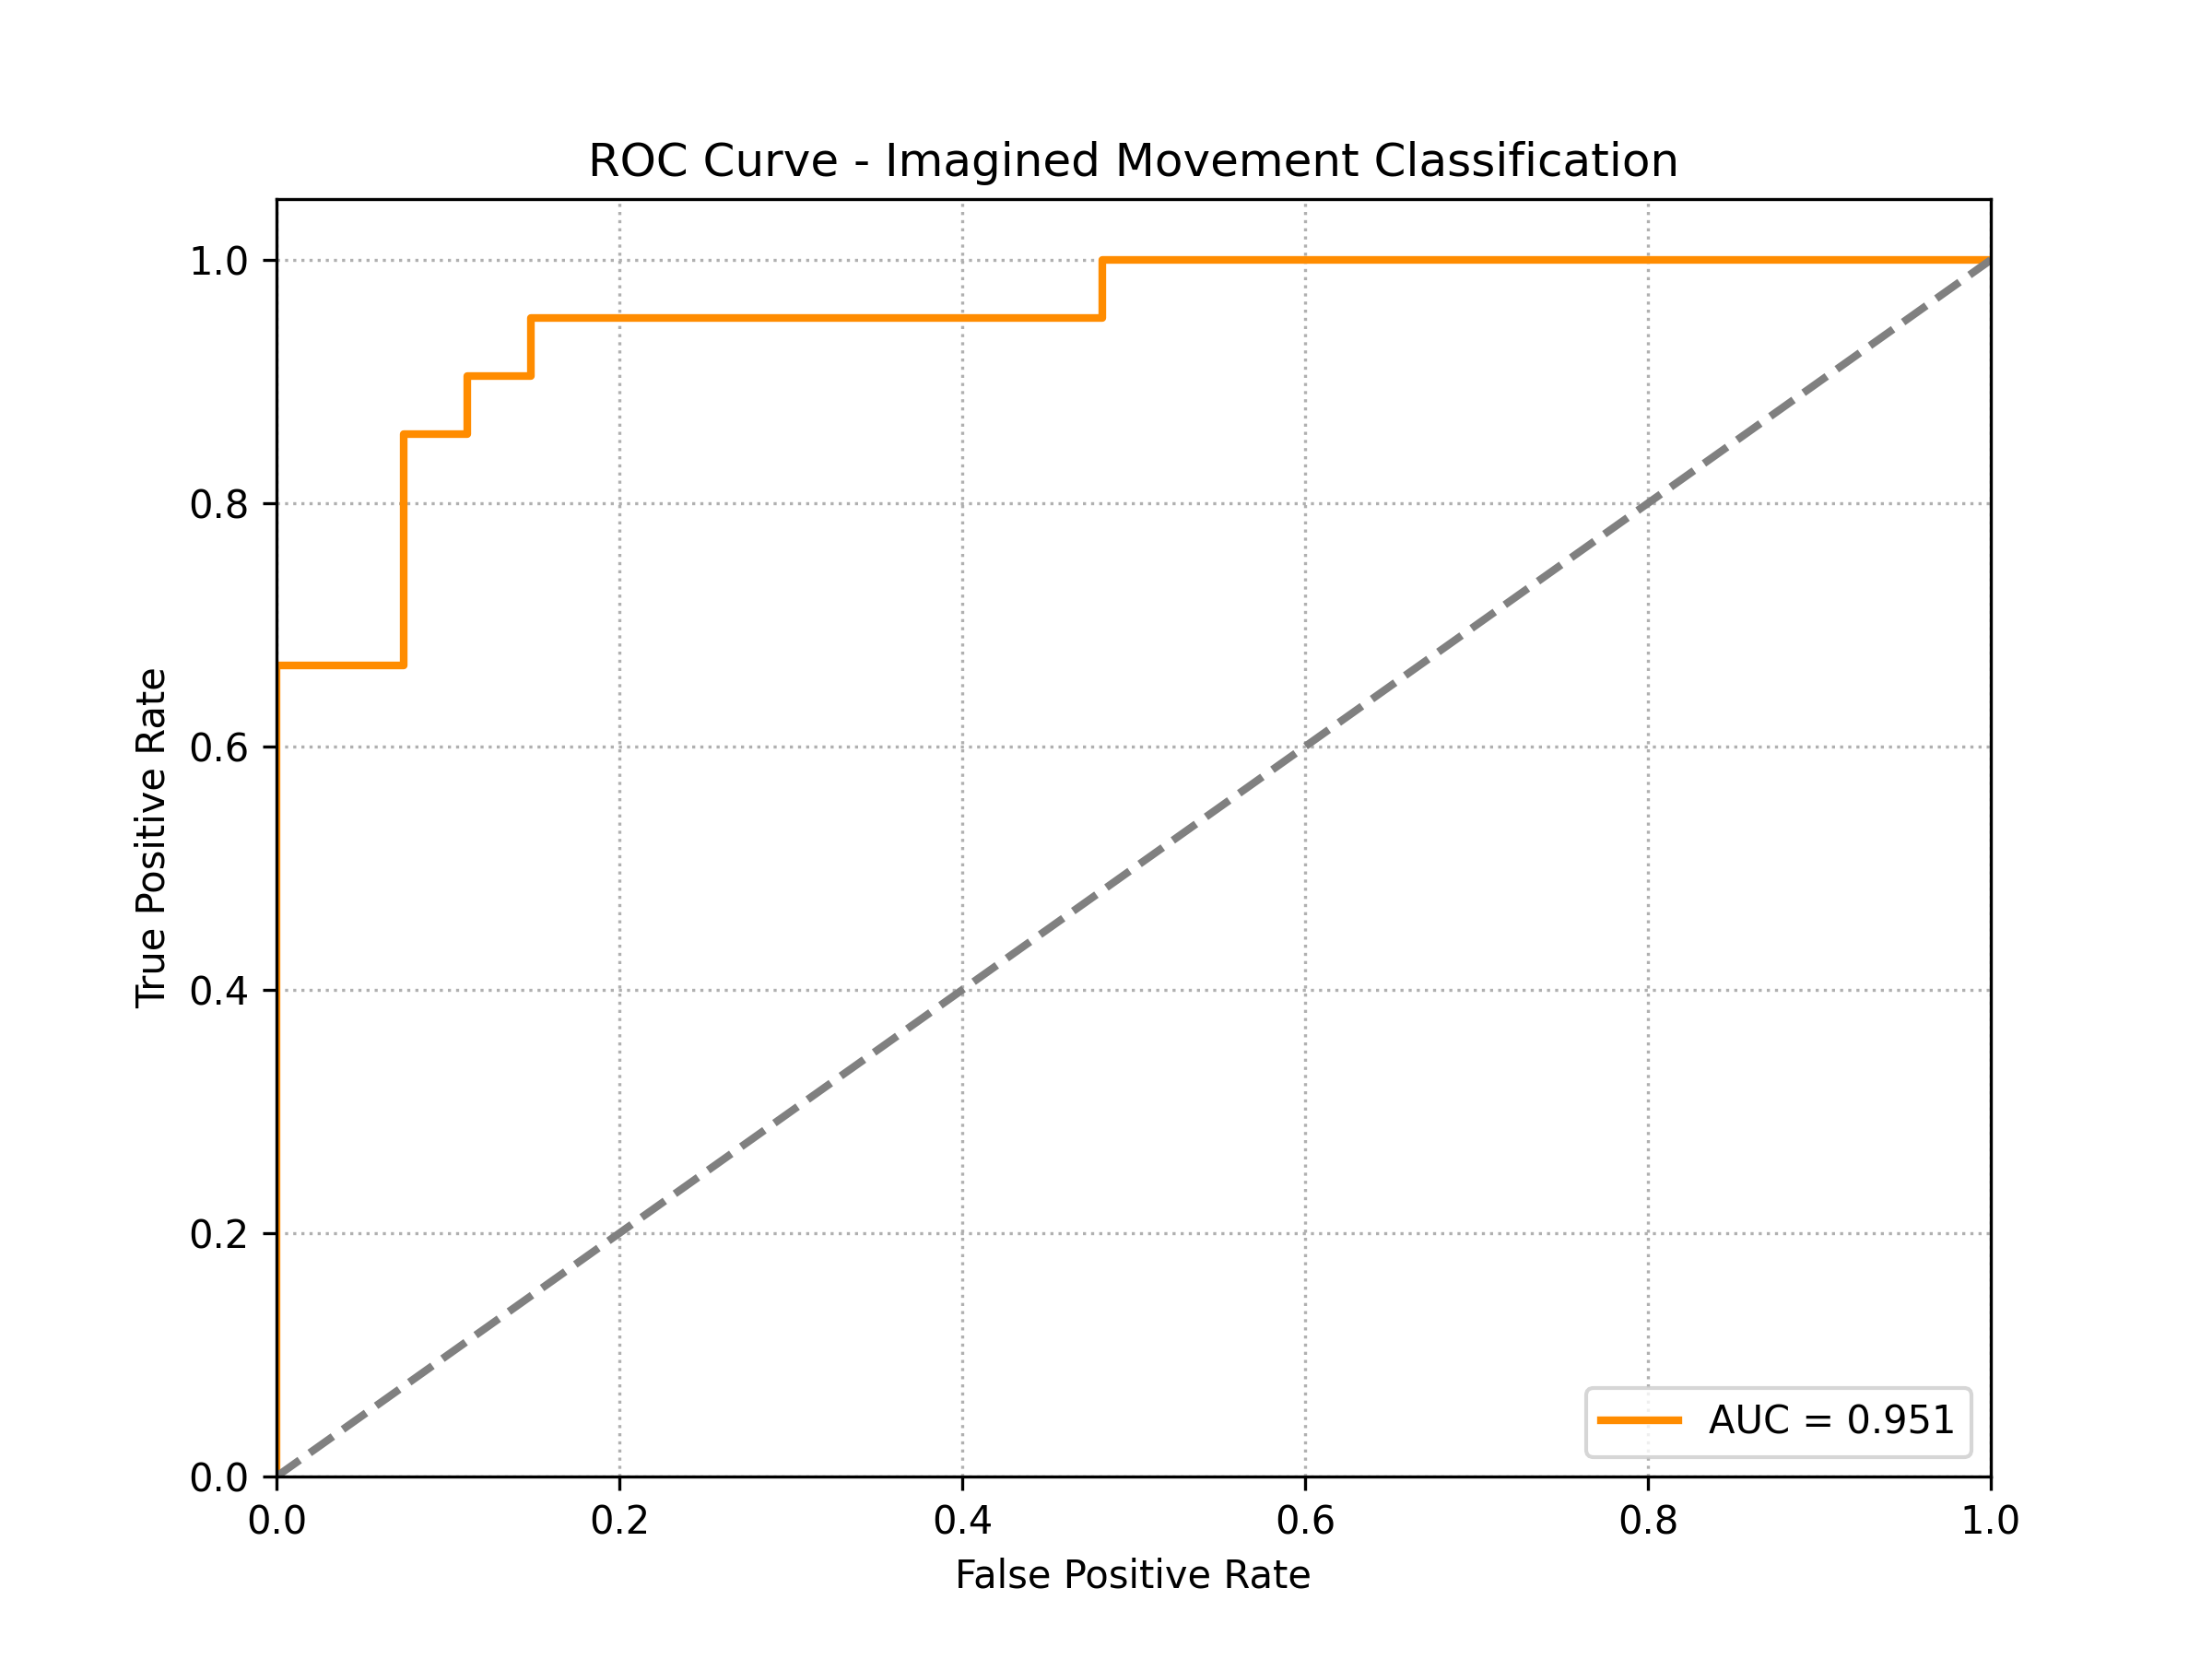 ROC Curve - Imagined Movement Classification
True Positive Rate
1.0
0.8
0.6
0.4
0.2
0.0
0.0 0.2 0.4 0.6 0.8 1.0
False Positive Rate
AUC = 0.951